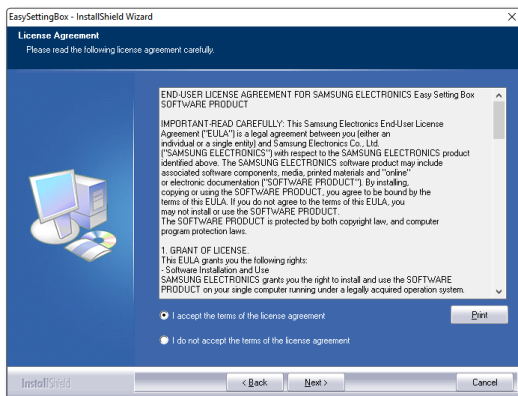 EasySettingBox - InstallShield Wizard
License Agreement
Please read the following license agreement carefully.
END-USER LICENSE AGREEMENT FOR SAMSUNG ELECTRONICS Easy Setting Box
SOFTWARE PRODUCT
IMPORTANT-READ CAREFULLY: This Samsung Electronics End-User License
Agreement ("EULA") is a legal agreement between you (either an
individual or a single entity) and Samsung Electronics Co., Ltd.
("SAMSUNG ELECTRONICS") with respect to the SAMSUNG ELECTRONICS product
identified above. The SAMSUNG ELECTRONICS software product may include
associated software components, media, printed materials and "online"
or electronic documentation ("SOFTWARE PRODUCT"). By installing,
copying or using the SOFTWARE PRODUCT, you agree to be bound by the
terms of this EULA. If you do not agree to the terms of this EULA, you
may not install or use the SOFTWARE PRODUCT.
The SOFTWARE PRODUCT is protected by both copyright law, and computer
program protection laws.
1. GRANT OF LICENSE.
This EULA grants you the following rights:
- Software Installation and Use
SAMSUNG ELECTRONICS grants you the right to install and use the SOFTWARE
PRODUCT on your single computer running under a legally acquired operation system.
I accept the terms of the license agreement
Print
I do not accept the terms of the license agreement
InstallShield
< Back
Next >
Cancel